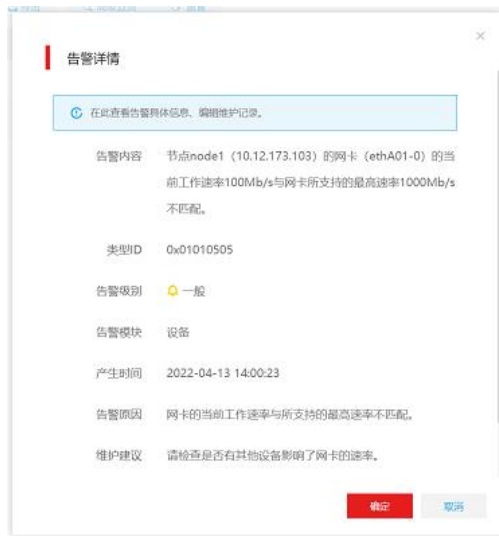 告警详情
在此查看告警具体信息、编辑维护记录。
告警内容 节点node1（10.12.173.103）的网卡（ethA01-0）的当
前工作速率100Mb/s与网卡所支持的最高速率1000Mb/s
不匹配。
类型ID 0x01010505
告警级别 一般
告警模块 设备
产生时间 2022-04-13 14:00:23
告警原因 网卡的当前工作速率与所支持的最高速率不匹配。
维护建议 请检查是否有其他设备影响了网卡的速率。
确定 取消